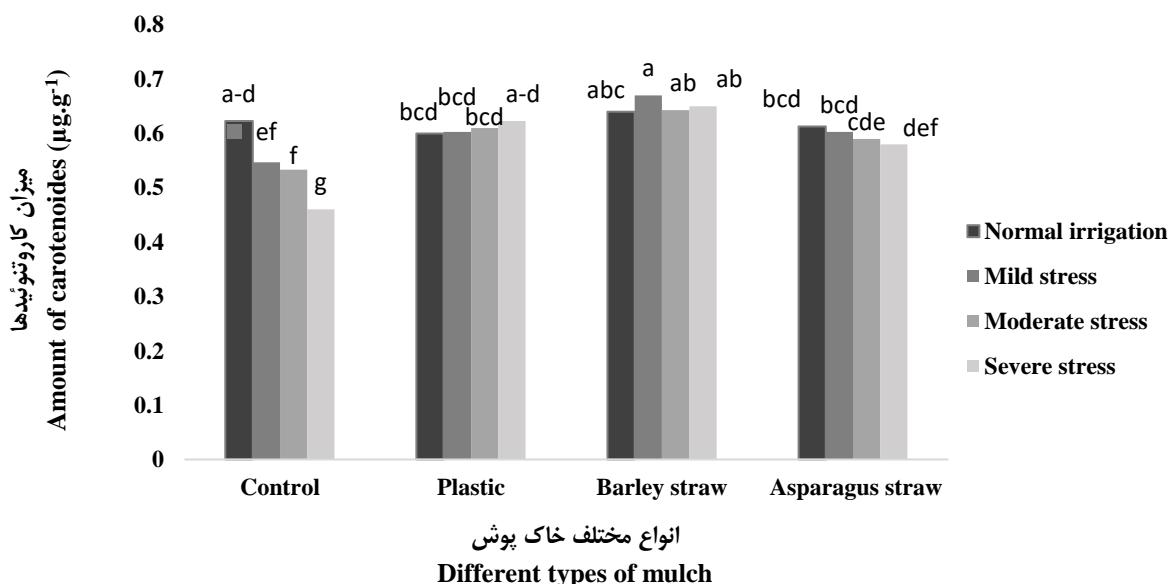 0.8
0.7
0.6
0.5
0.4
0.3
0.2
0.1
0
میزان کاروتنوئیدها
Amount of carotenoids (µg.g-1)
a-d
ef
f
g
bcd
bcd
bcd
a-d
abc
a
ab
ab
bcd
bcd
cde
def
Normal irrigation
Mild stress
Moderate stress
Severe stress
Control
Plastic
Barley straw
Asparagus straw
انواع مختلف خاک پوش
Different types of mulch